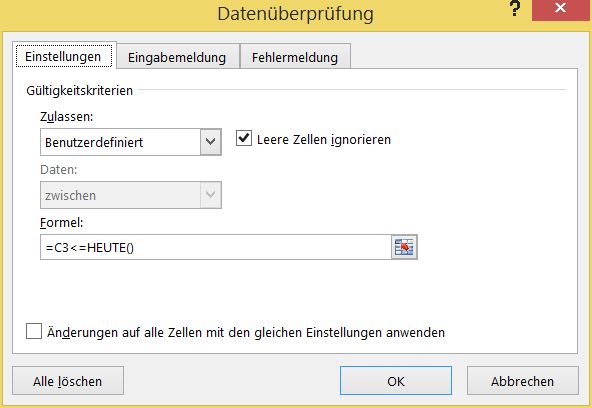 Datenüberprüfung
?
Einstellungen Eingabemeldung Fehlermeldung
Gültigkeitskriterien
Zulassen:
Benutzerdefiniert Leere Zellen ignorieren
Daten:
zwischen
Formel:
=C3<=HEUTE()
Änderungen auf alle Zellen mit den gleichen Einstellungen anwenden
Alle löschen OK Abbrechen